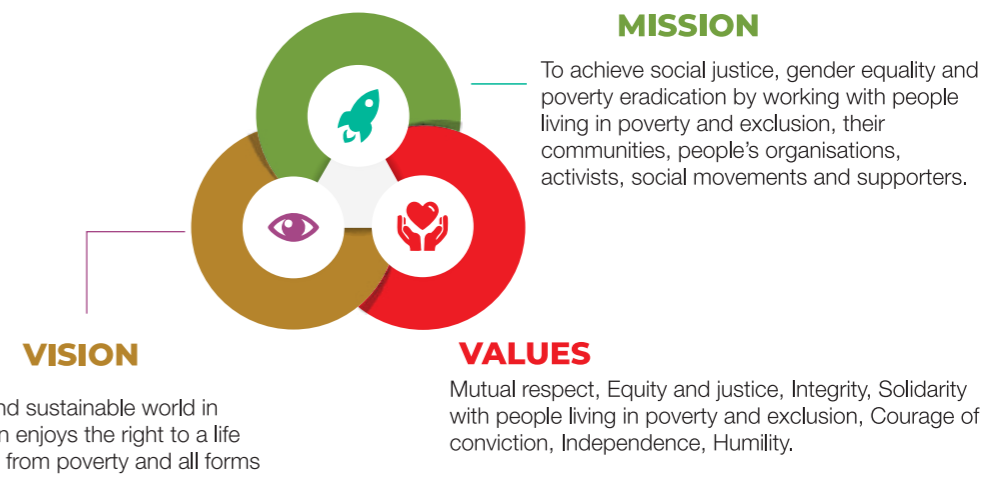 MISSION
To achieve social justice, gender equality and
poverty eradication by working with people
living in poverty and exclusion, their
communities, people’s organisations,
activists, social movements and supporters.
VISION
sustainable world in
enjoys the right to a life
from poverty and all forms
VALUES
Mutual respect, Equity and justice, Integrity, Solidarity
with people living in poverty and exclusion, Courage of
conviction, Independence, Humility.